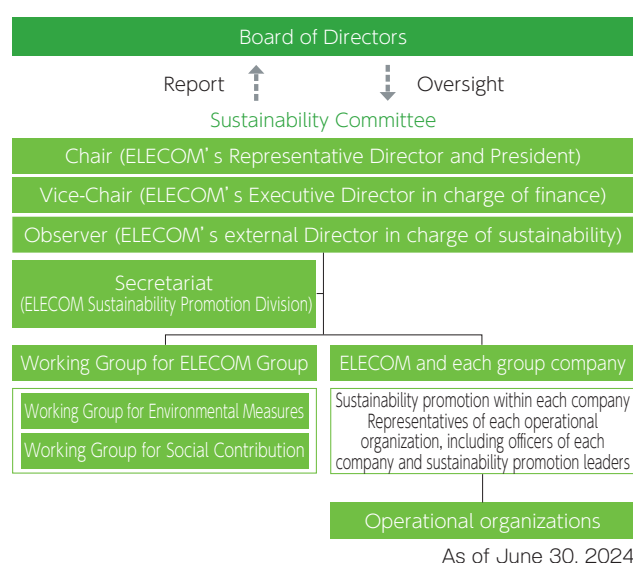 Board of Directors
Report
Oversight
Sustainability Committee
Chair (ELECOM’s Representative Director and President)
Vice-Chair (ELECOM’s Executive Director in charge of finance)
Observer (ELECOM’s external Director in charge of sustainability)
Secretariat
(ELECOM Sustainability Promotion Division)
Working Group for ELECOM Group
Working Group for Environmental Measures
Working Group for Social Contribution
ELECOM and each group company
Sustainability promotion within each company
Representatives of each operational
organization, including officers of each
company and sustainability promotion leaders
Operational organizations
As of June 30, 2024